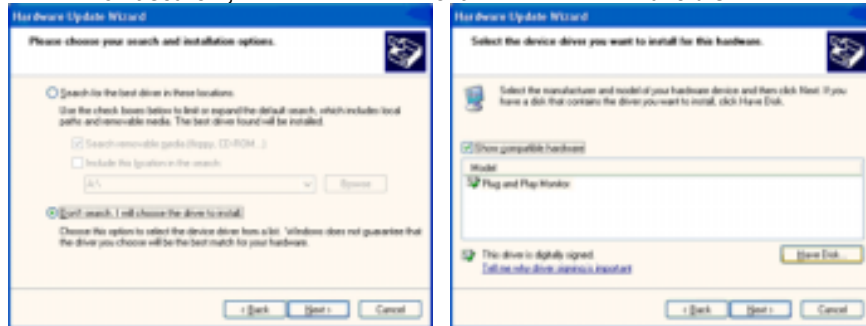 Hardware Update Wizard
Please choose your search and installation options.
Search for the best driver in these locations.
Use the check boxes below to limit or expand the default search, which includes local
paths and removable media. The best driver found will be installed.
Search removable media (floppy, CD-ROM...)
Include this location in the search:
A:\
Browse
Don't search. I will choose the driver to install.
Choose this option to select the device driver from a list. Windows does not guarantee that
the driver you choose will be the best match for your hardware.
< Back
Next >
Cancel
Hardware Update Wizard
Select the device driver you want to install for this hardware.
Select the manufacturer and model of your hardware device and then click Next. If you
have a disk that contains the driver you want to install, click Have Disk.
Show compatible hardware
Model
Plug and Play Monitor
This driver is digitally signed.
Tell me why driver signing is important
Have Disk...
< Back
Next >
Cancel